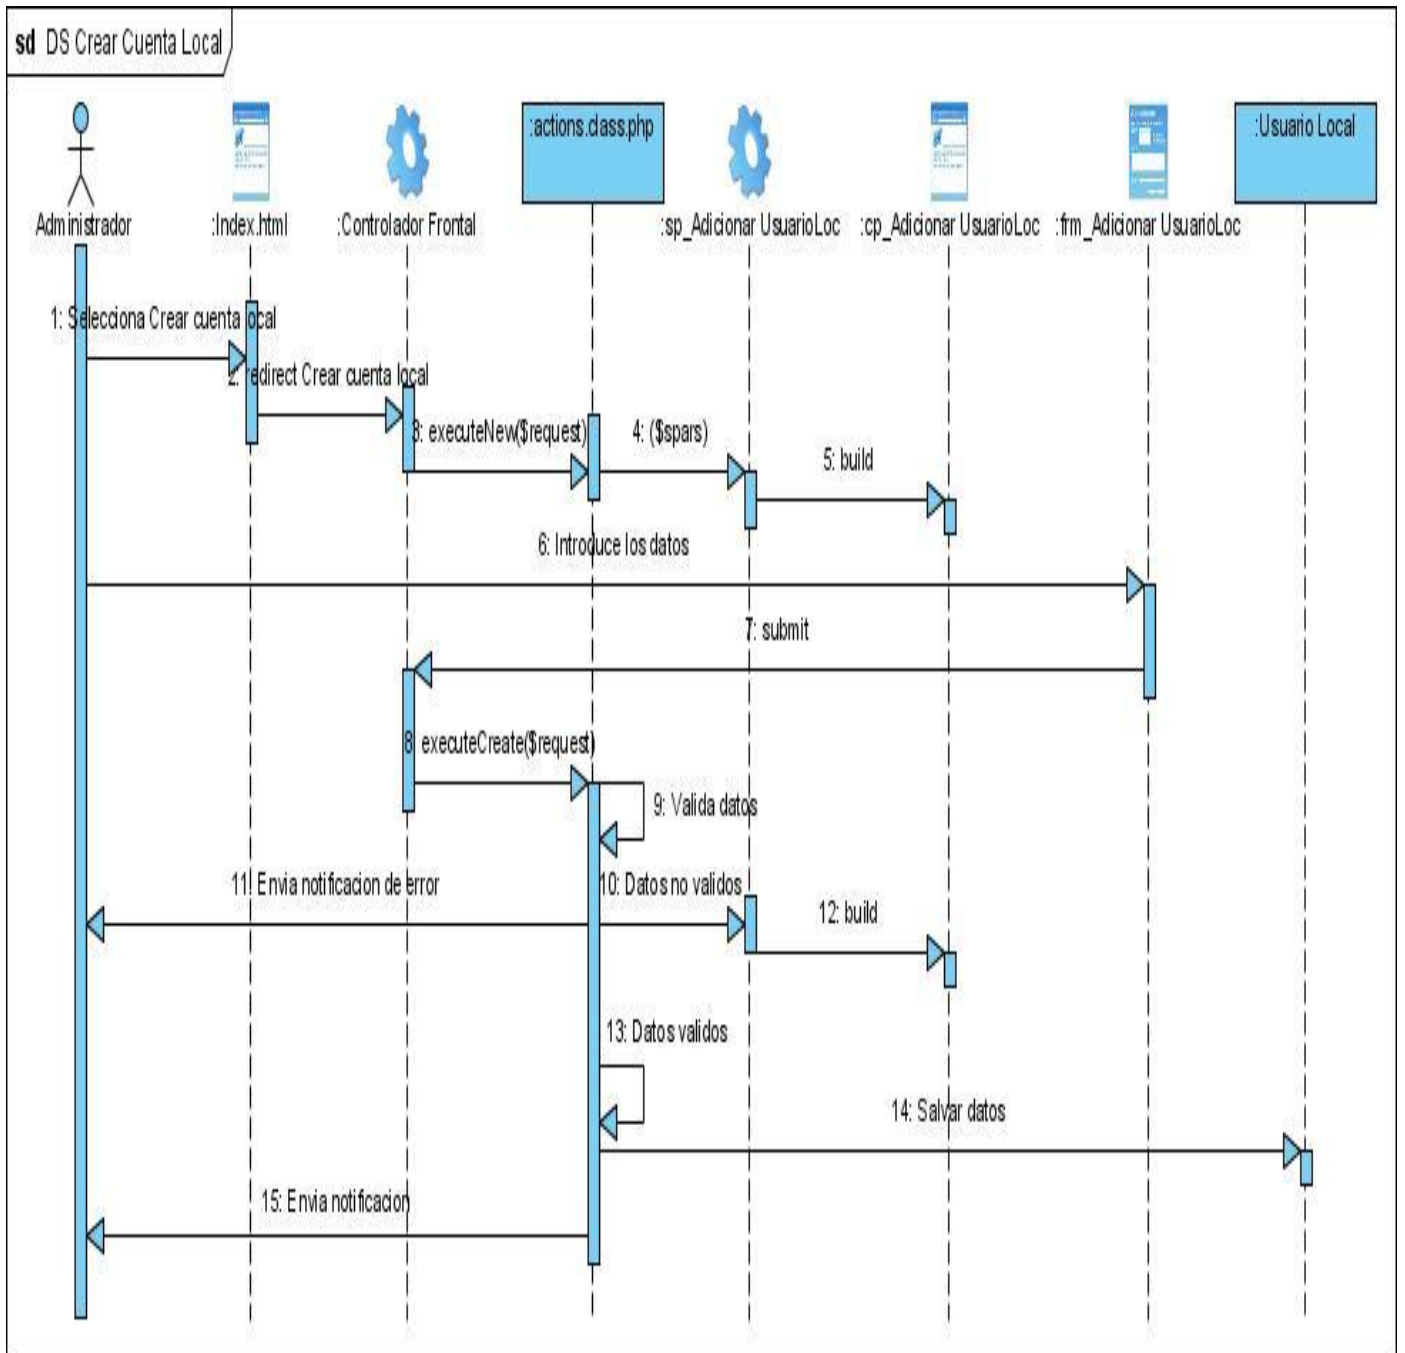 sd DS Crear Cuenta Local
:actions.class.php
:Usuario Local
Administrador
:Index.html
:Controlador Frontal
:sp_Adicionar UsuarioLoc
:cp_Adicionar UsuarioLoc
:frm_Adicionar UsuarioLoc
1: Selecciona Crear cuenta local
2: redirect Crear cuenta local
3: executeNew($request)
4: ($spars)
5: build
6: Introduce los datos
7: submit
8: executeCreate($request)
9: Valida datos
11: Envia notificacion de error
10: Datos no validos
12: build
13: Datos validos
14: Salvar datos
15: Envia notificacion